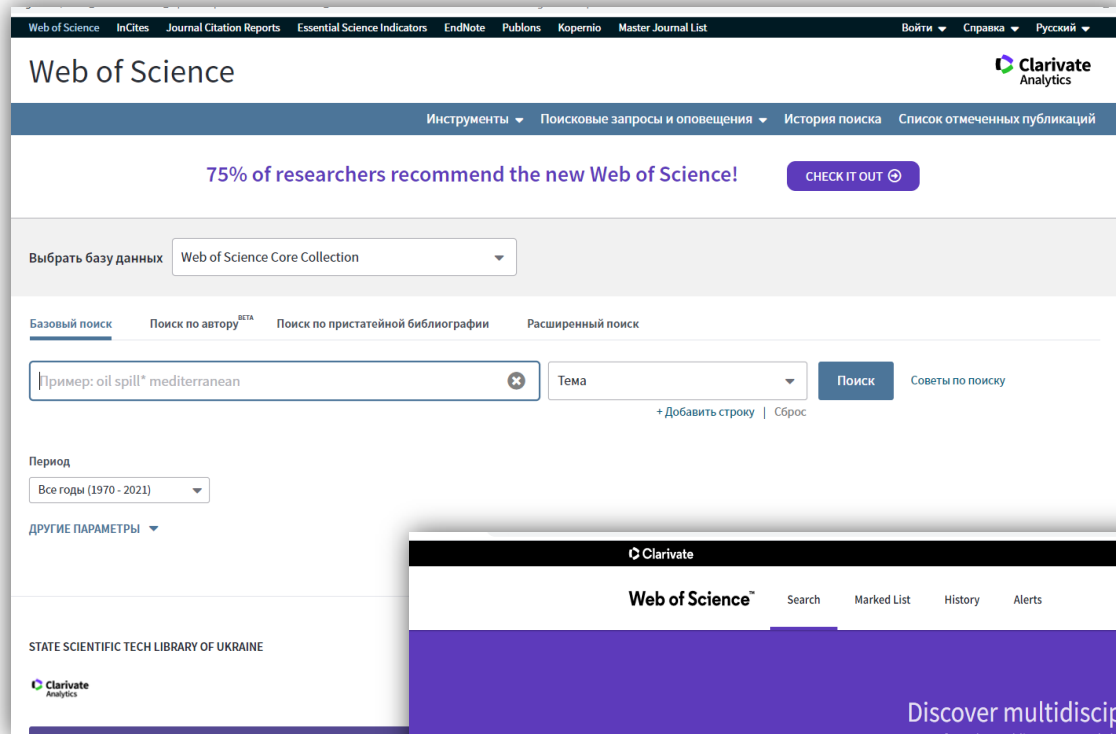 Web of Science InCites Journal Citation Reports Essential Science Indicators EndNote Publons Kopernio Master Journal List Войти Справка Русский
Web of Science
Clarivate
Analytics
Инструменты Поисковые запросы и оповещения История поиска Список отмеченных публикаций
75% of researchers recommend the new Web of Science! CHECK IT OUT
Выбрать базу данных Web of Science Core Collection
Базовый поиск Поиск по автору BETA Поиск по пристатейной библиографии Расширенный поиск
Пример: oil spill* mediterranean Тема Поиск Советы по поиску
+ Добавить строку | Сброс
Период
Все годы (1970 - 2021)
ДРУГИЕ ПАРАМЕТРЫ
STATE SCIENTIFIC TECH LIBRARY OF UKRAINE
Clarivate
Analytics
Clarivate
Web of Science™ Search Marked List History Alerts
Discover multidiscip